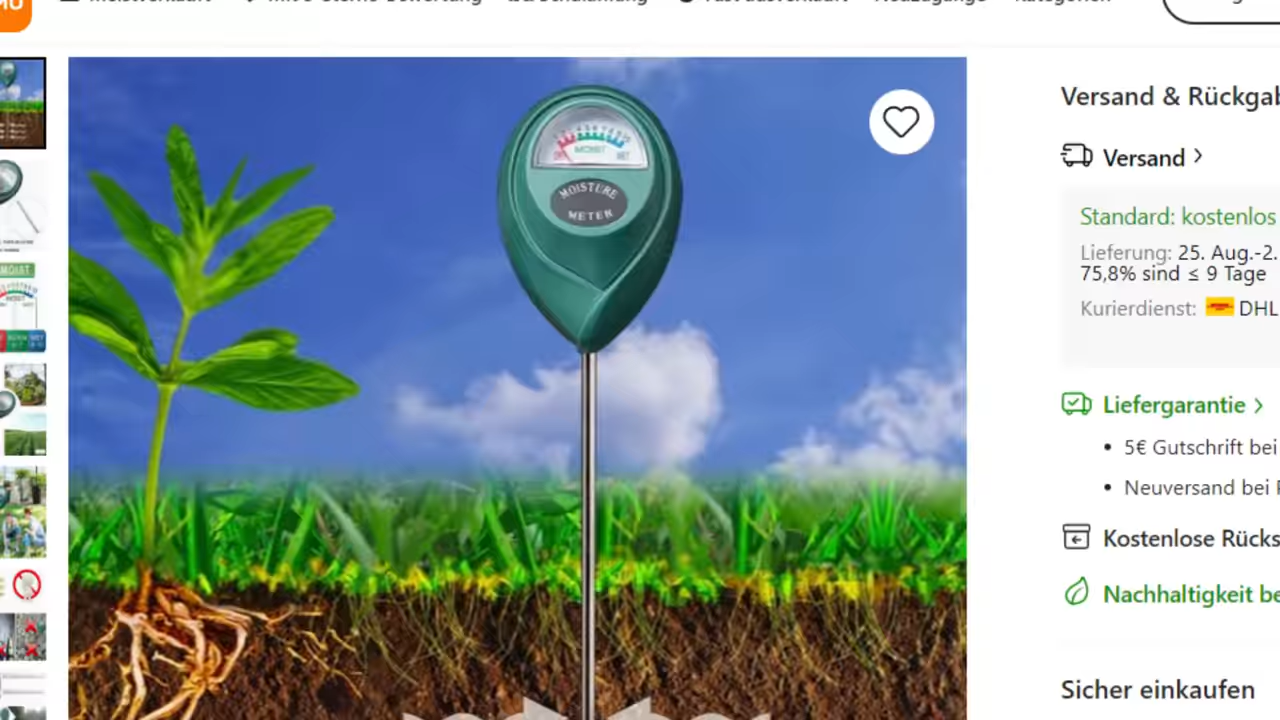 Versand & Rückgab
Versand
Standard: kostenlos
Lieferung: 25. Aug.-2.
75,8% sind ≤ 9 Tage
Kurierdienst: DHL
Liefergarantie
• 5€ Gutschrift bei
• Neuversand bei
Kostenlose Rücks
Nachhaltigkeit be
Sicher einkaufen
MOIST
WET
MOISTURE
METER
MOIST